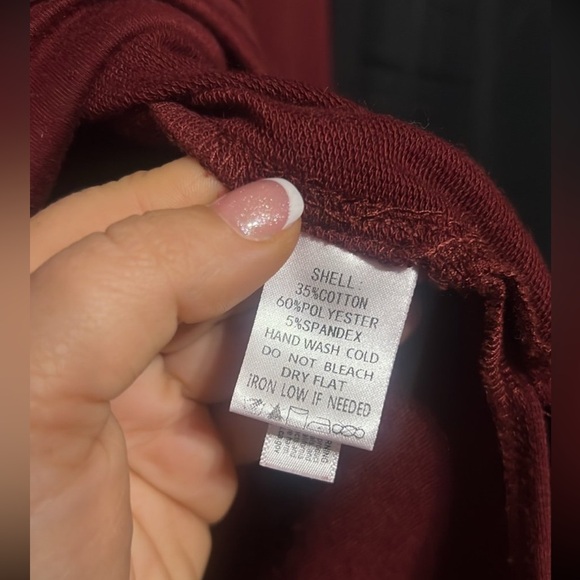 SHELL:
35%COTTON
60%POLYESTER
5%SPANDEX
HAND WASH COLD
DO NOT BLEACH
DRY FLAT
IRON LOW IF NEEDED